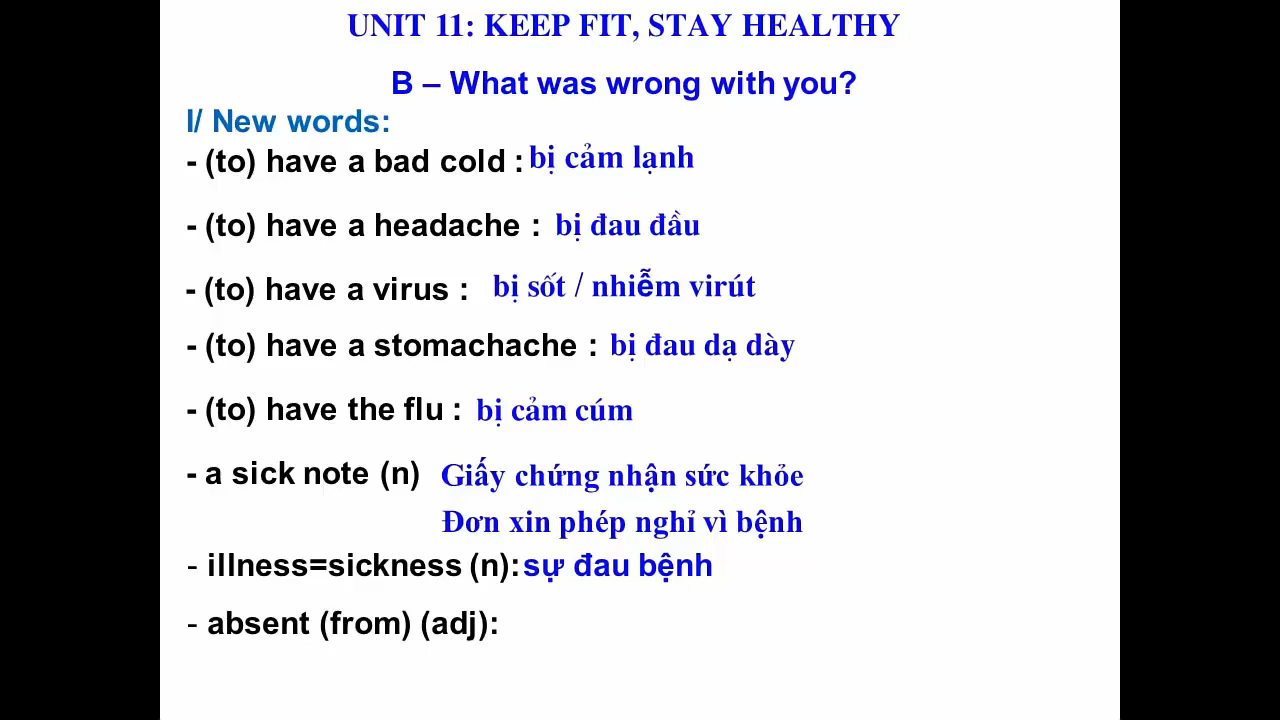 UNIT 11: KEEP FIT, STAY HEALTHY
B – What was wrong with you?
I/ New words:
- (to) have a bad cold : bị cảm lạnh
- (to) have a headache : bị đau đầu
- (to) have a virus : bị sốt / nhiễm virút
- (to) have a stomachache : bị đau dạ dày
- (to) have the flu : bị cảm cúm
- a sick note (n) Giấy chứng nhận sức khỏe
Đơn xin phép nghỉ vì bệnh
- illness=sickness (n): sự đau bệnh
- absent (from) (adj):